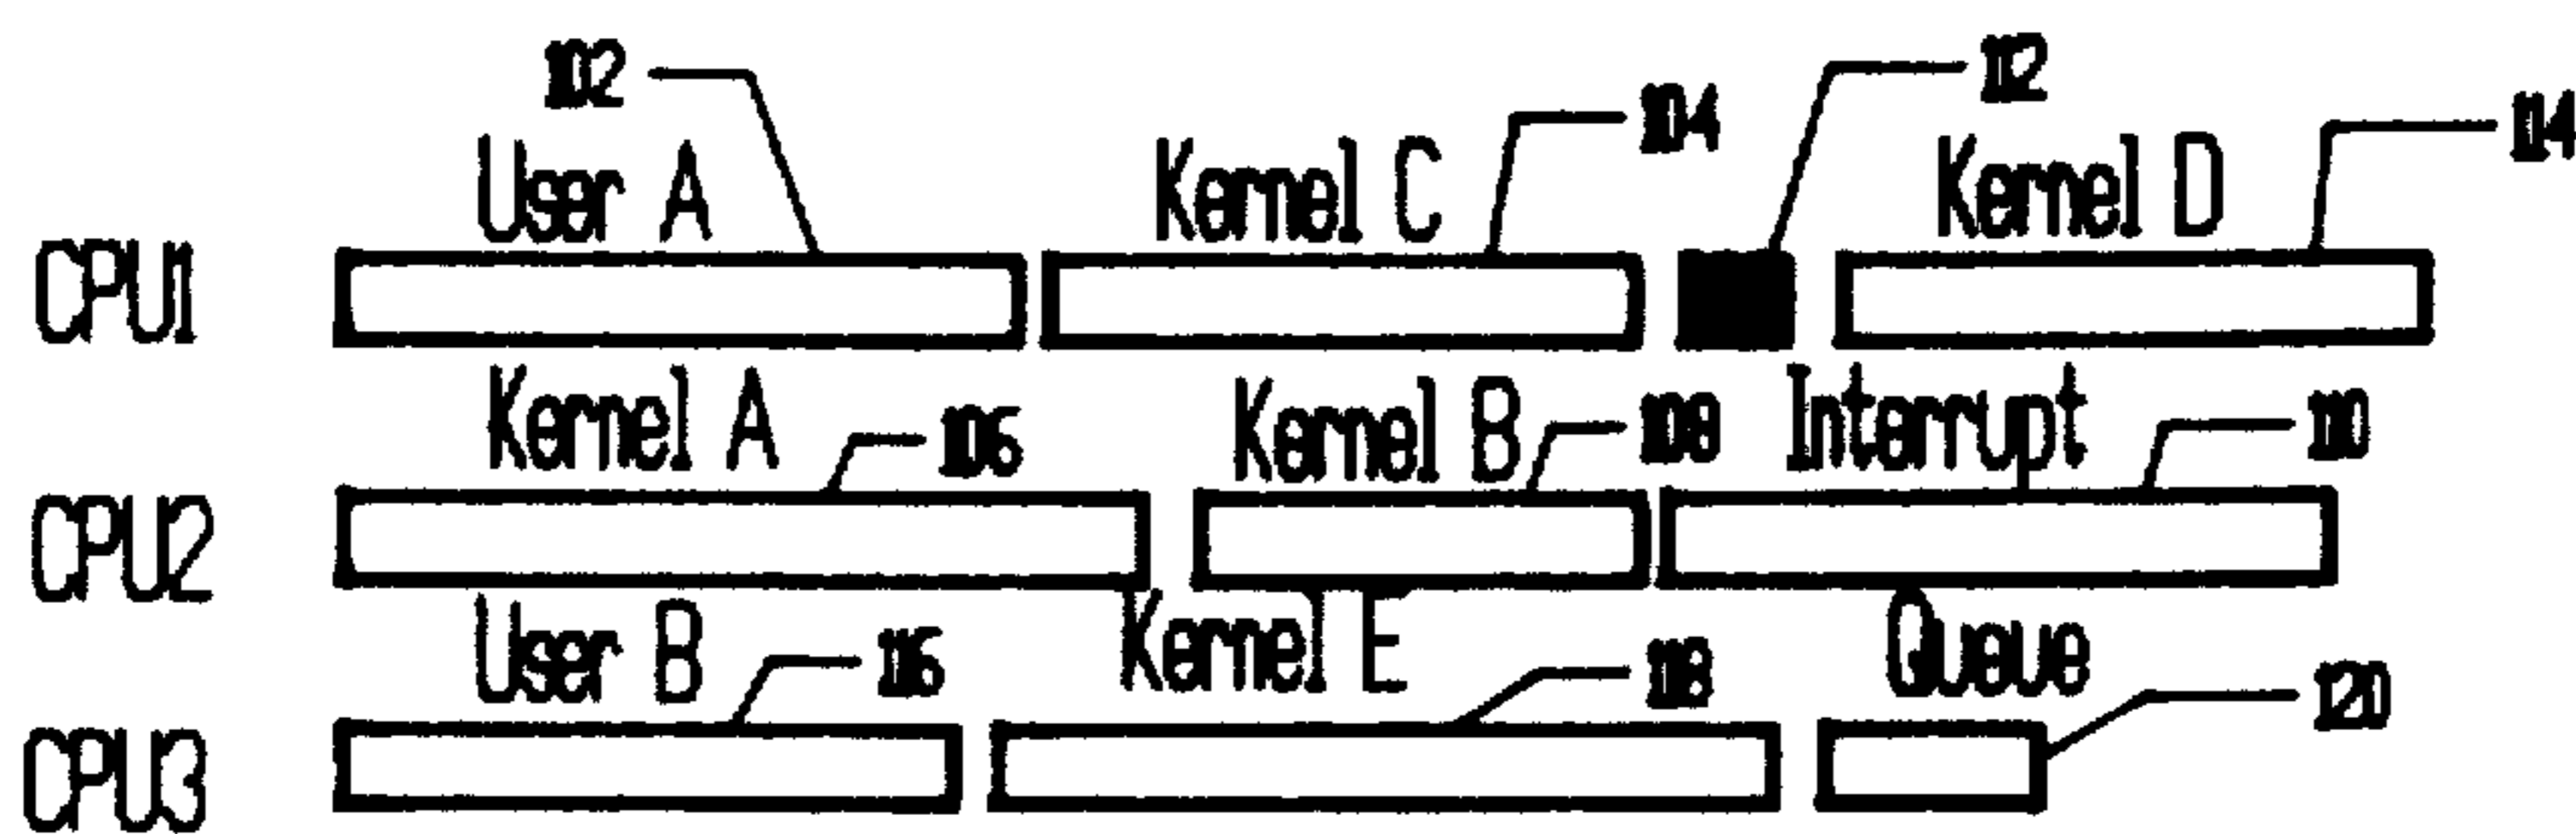 102 112
104 114
User A Kernel C Kernel D
CPU1
Kernel A 106 Kernel B 108 Interrupt 110
CPU2
User B 116 Kernel E 118 Queue 120
CPU3